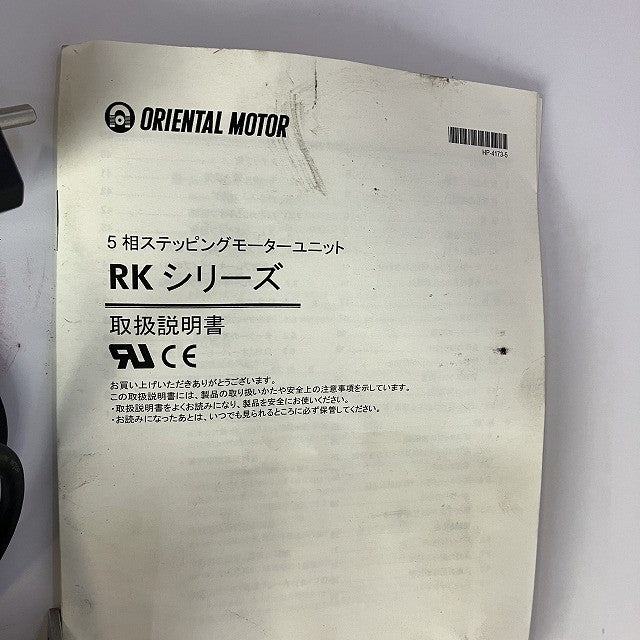 ORIENTAL MOTOR
HP-4173-5
5 相ステッピングモーターユニット
RK シリーズ
取扱説明書
RU CE
お買い上げいただきありがとうございます。
この取扱説明書には、製品の取り扱いかたや安全上の注意事項を示しています。
・取扱説明書をよくお読みになり、製品を安全にお使いください。
・お読みになったあとは、いつでも見られるところに必ず保管してください。